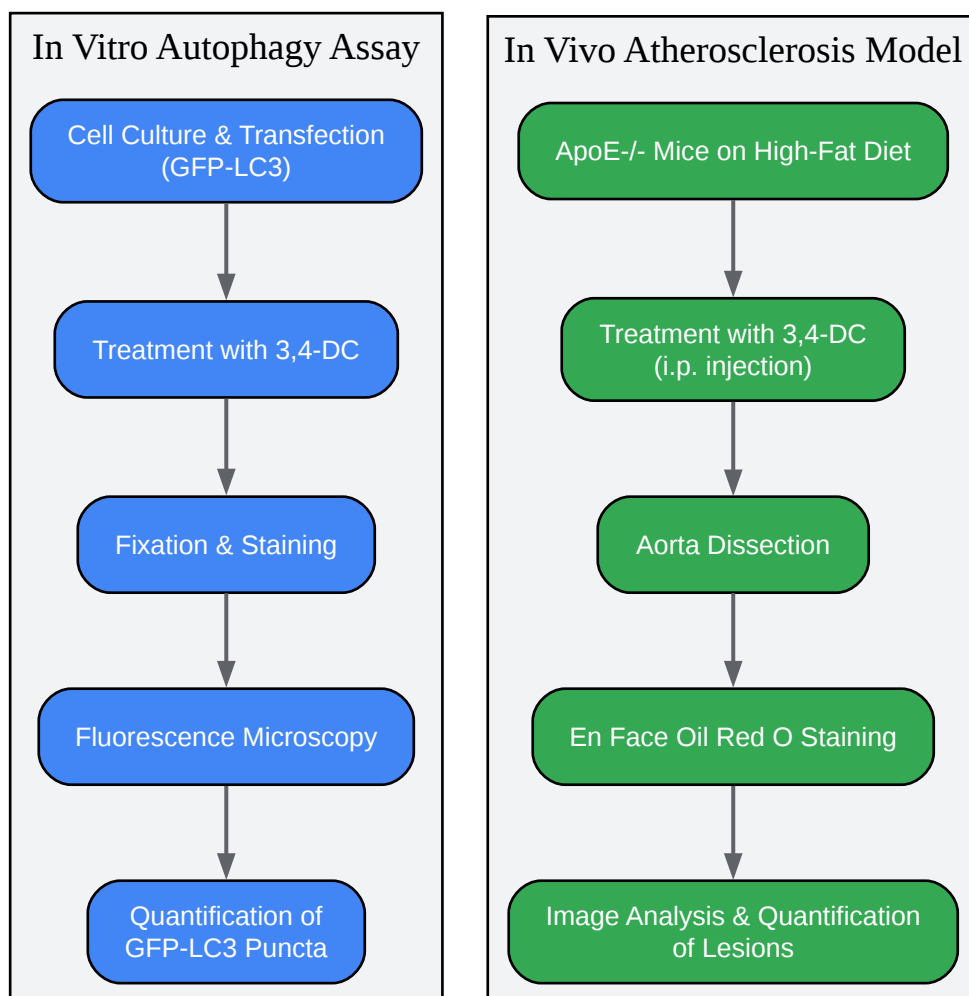 In Vitro Autophagy Assay
Cell Culture & Transfection
(GFP-LC3)
Treatment with 3,4-DC
Fixation & Staining
Fluorescence Microscopy
Quantification of
GFP-LC3 Puncta
In Vivo Atherosclerosis Model
ApoE-/- Mice on High-Fat Diet
Treatment with 3,4-DC
(i.p. injection)
Aorta Dissection
En Face Oil Red O Staining
Image Analysis & Quantification
of Lesions